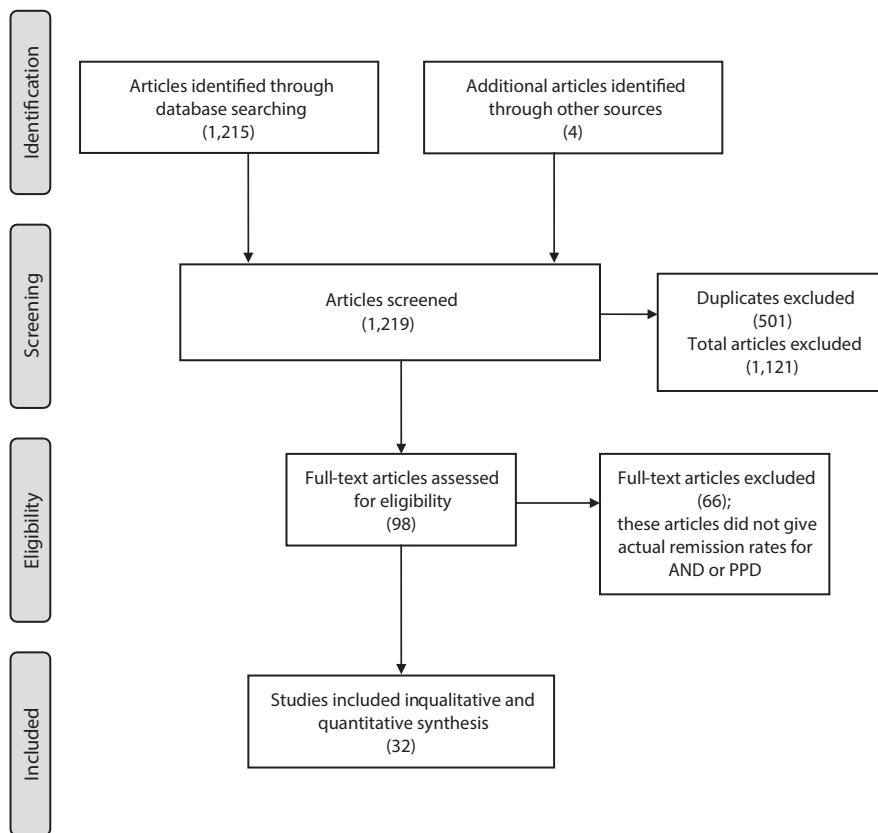 Identification
Articles identified through
database searching
(1,215)
Additional articles identified
through other sources
(4)
Screening
Articles screened
(1,219)
Duplicates excluded
(501)
Total articles excluded
(1,121)
Eligibility
Full-text articles assessed
for eligibility
(98)
Full-text articles excluded
(66);
these articles did not give
actual remission rates for
AND or PPD
Included
Studies included inqualitative and
quantitative synthesis
(32)